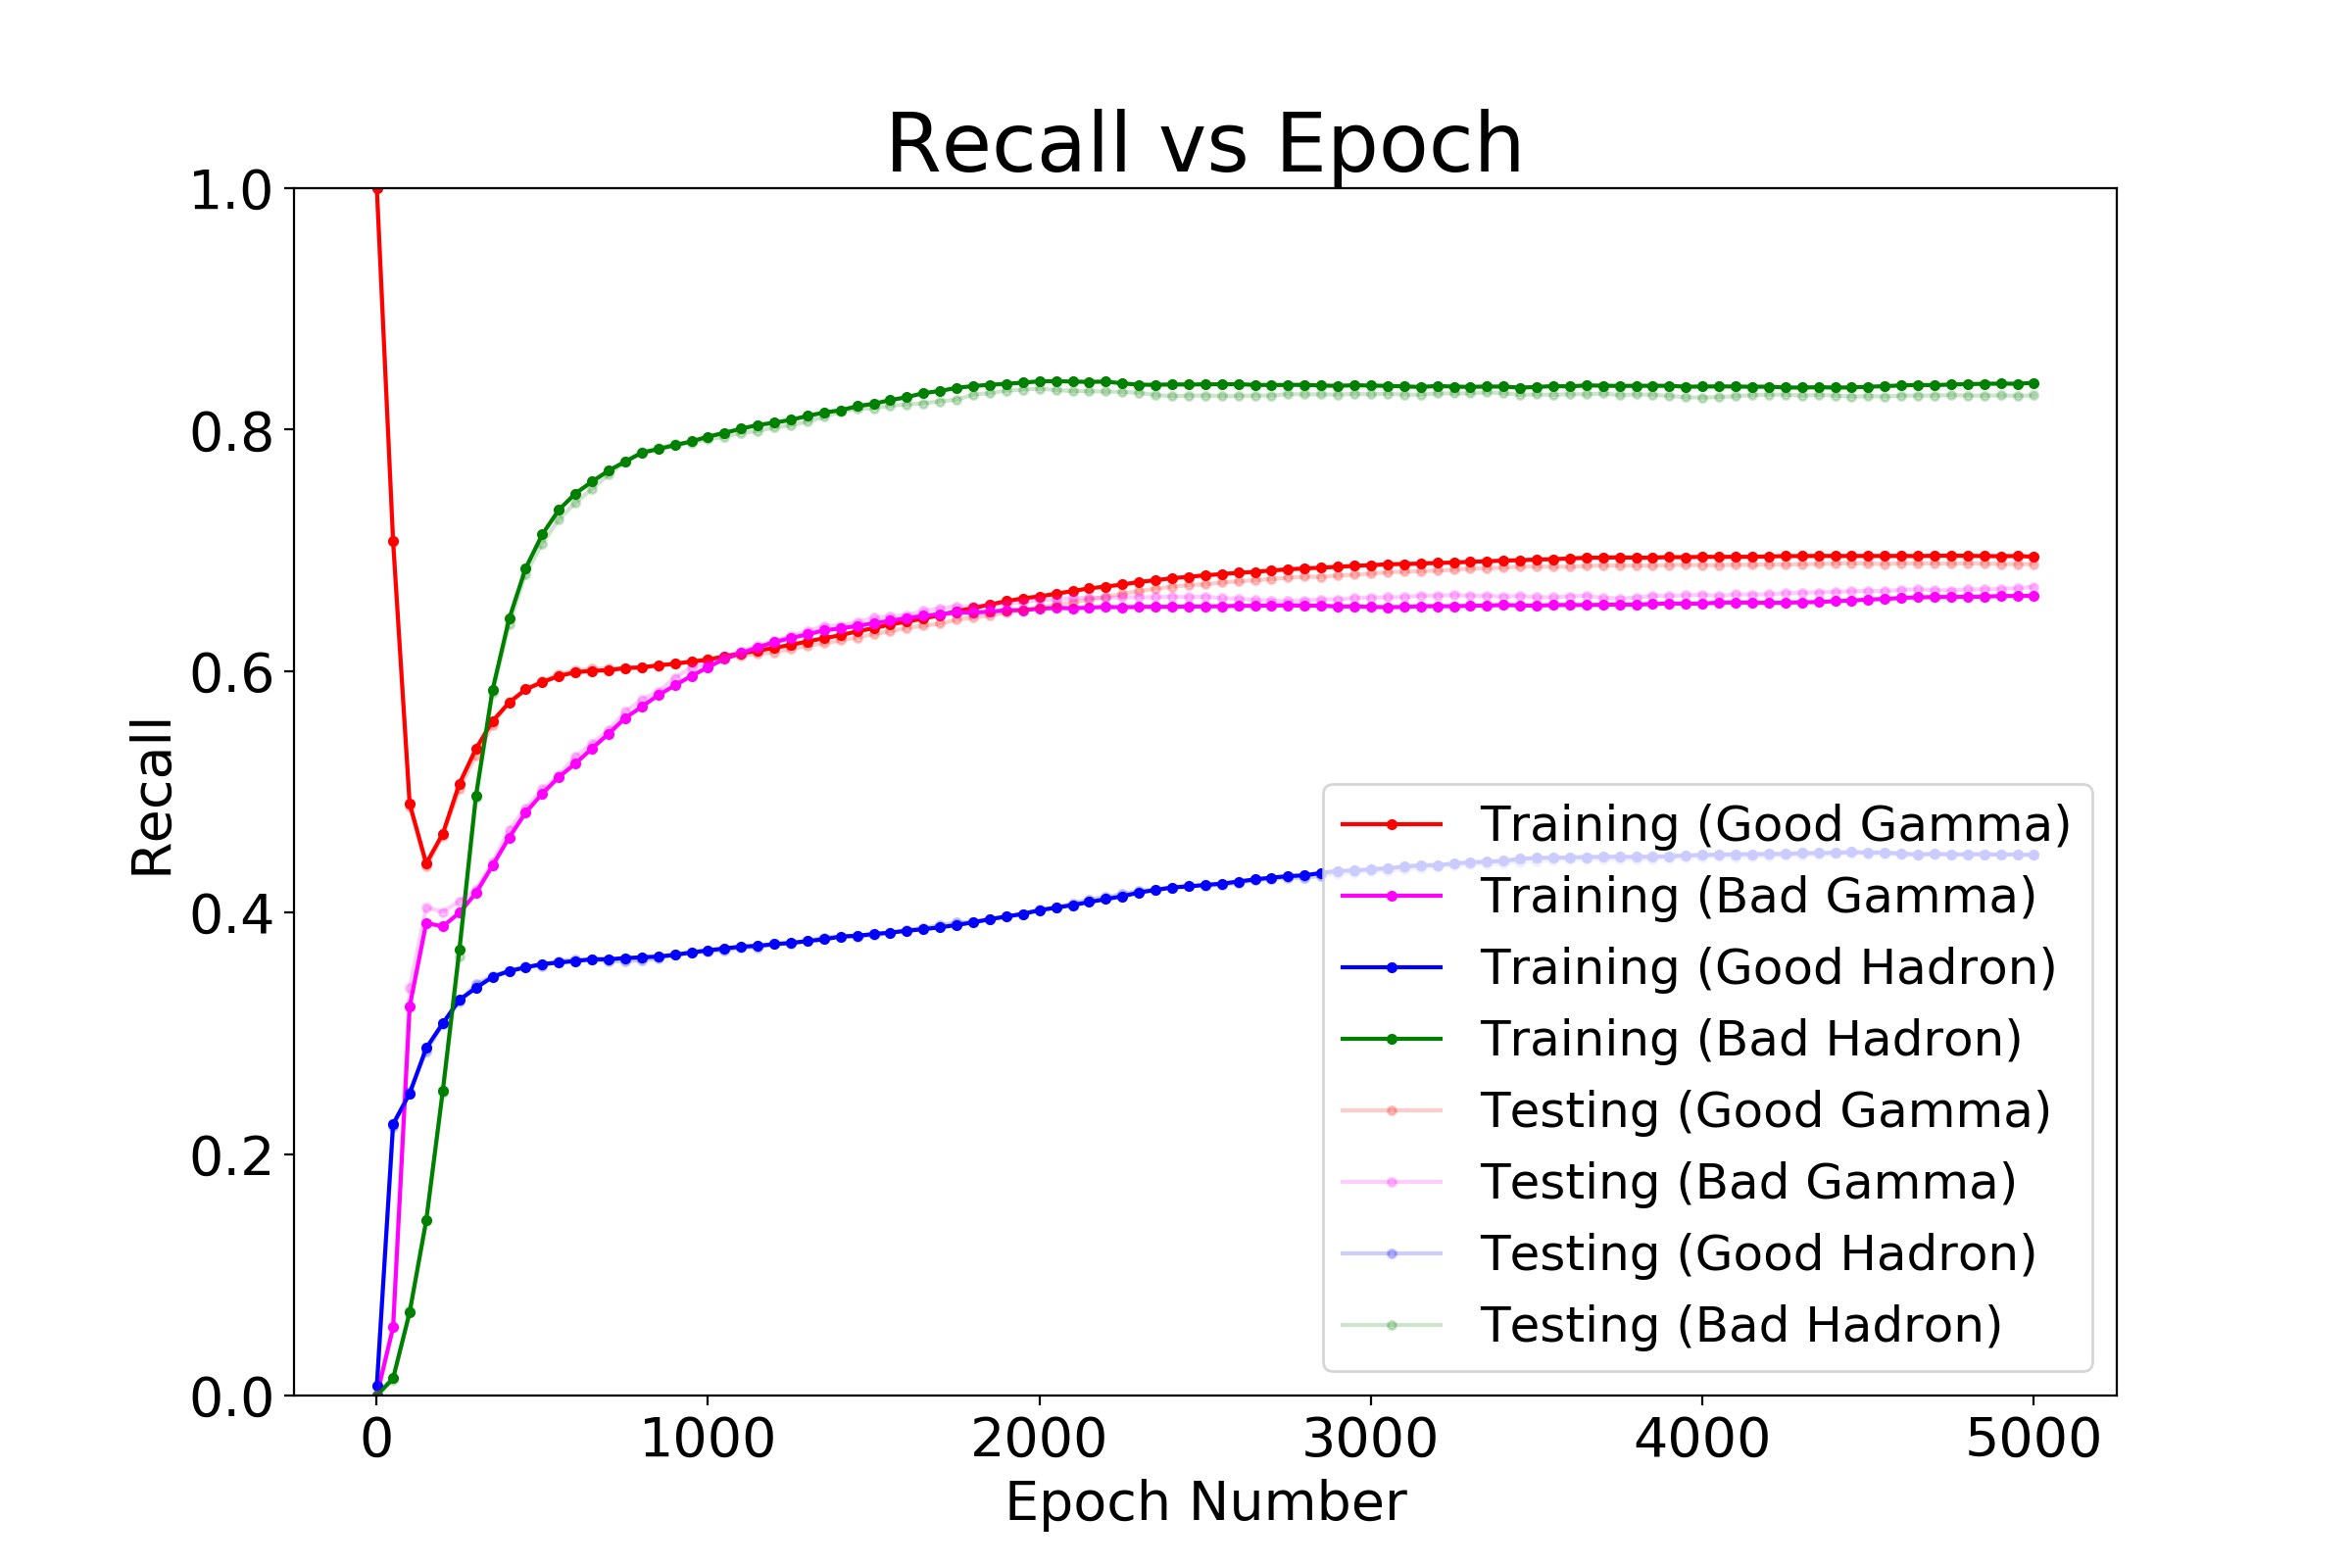 Recall vs Epoch
1.0
0.8
0.6
0.4
0.2
0.0
Recall
0 1000 2000 3000 4000 5000
Epoch Number
Training (Good Gamma)
Training (Bad Gamma)
Training (Good Hadron)
Training (Bad Hadron)
Testing (Good Gamma)
Testing (Bad Gamma)
Testing (Good Hadron)
Testing (Bad Hadron)